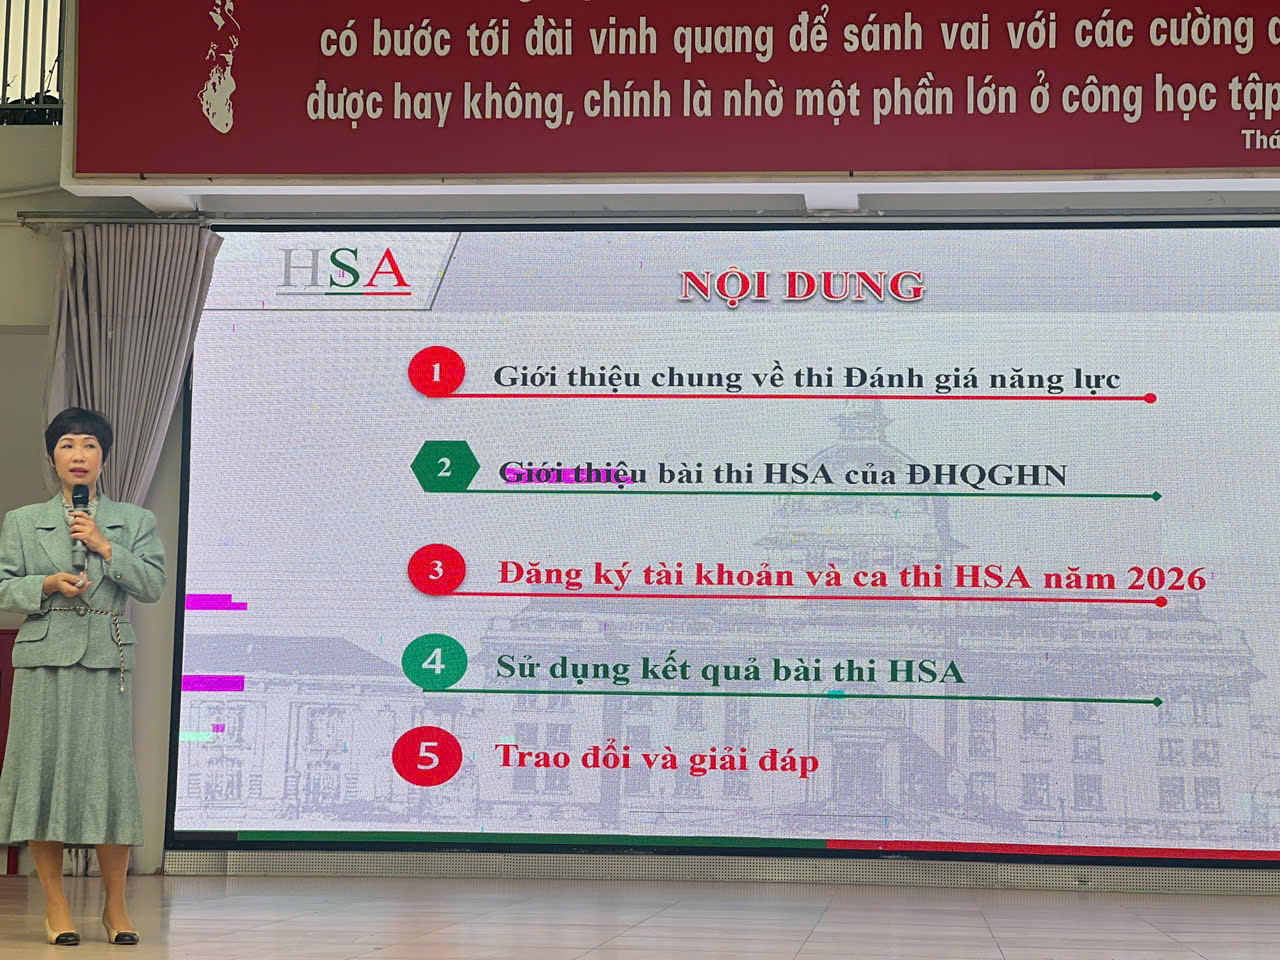 có bước tới đài vinh quang để sánh vai với các cường
được hay không, chính là nhờ một phần lớn ở công học tập
HSA
NỘI DUNG
1 Giới thiệu chung về thi Đánh giá năng lực
2 Giới thiệu bài thi HSA của ĐHQGHN
3 Đăng ký tài khoản và ca thi HSA năm 2026
4 Sử dụng kết quả bài thi HSA
5 Trao đổi và giải đáp